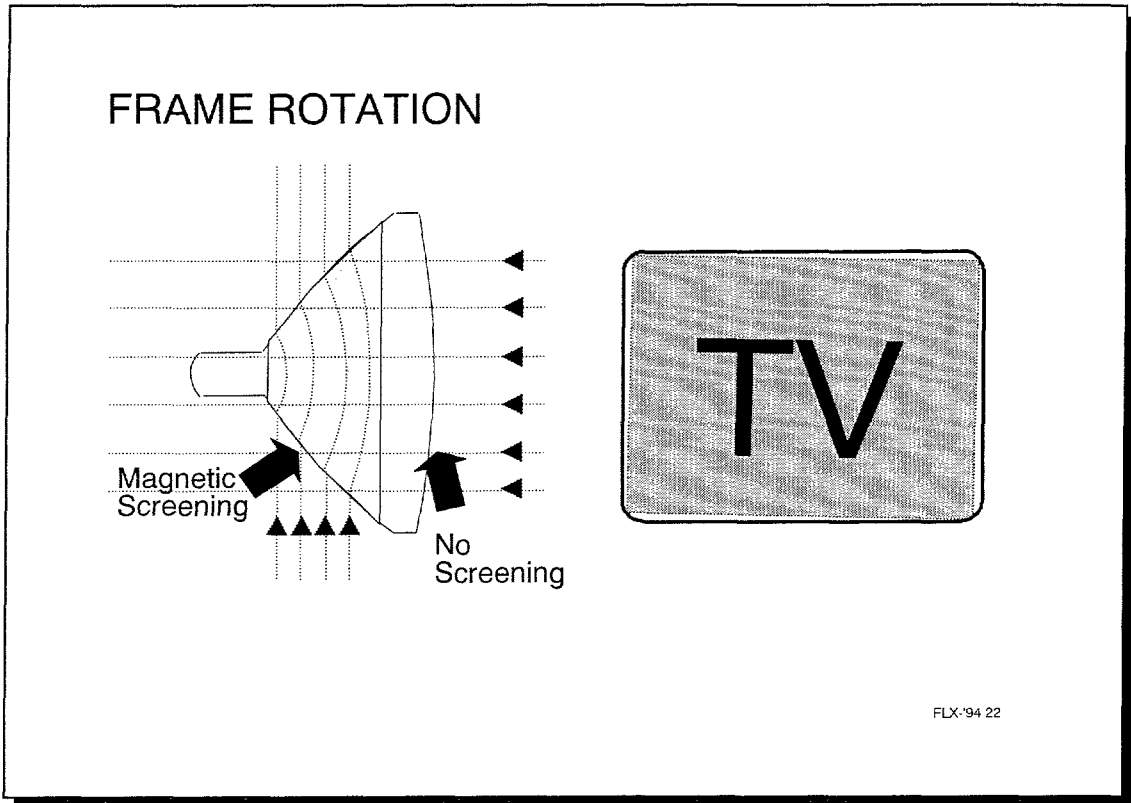 FRAME ROTATION
TV
Magnetic
Screening
No
Screening
FLX-'94 22